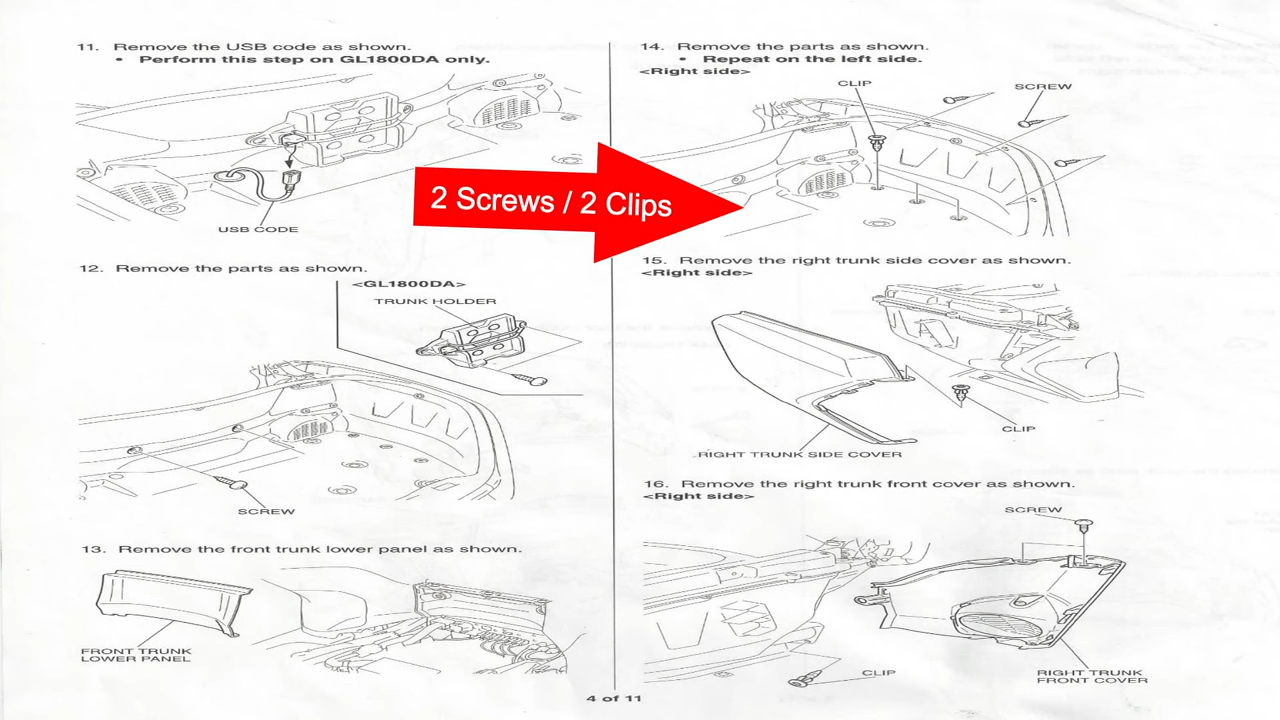 11. Remove the USB code as shown.
• Perform this step on GL1800DA only.
USB CODE
12. Remove the parts as shown.
<GL1800DA>
TRUNK HOLDER
SCREW
13. Remove the front trunk lower panel as shown.
FRONT TRUNK
LOWER PANEL
2 Screws / 2 Clips
14. Remove the parts as shown.
• Repeat on the left side.
<Right side>
CLIP
SCREW
15. Remove the right trunk side cover as shown.
<Right side>
CLIP
RIGHT TRUNK SIDE COVER
16. Remove the right trunk front cover as shown.
<Right side>
SCREW
CLIP
RIGHT TRUNK
FRONT COVER
4 of 11